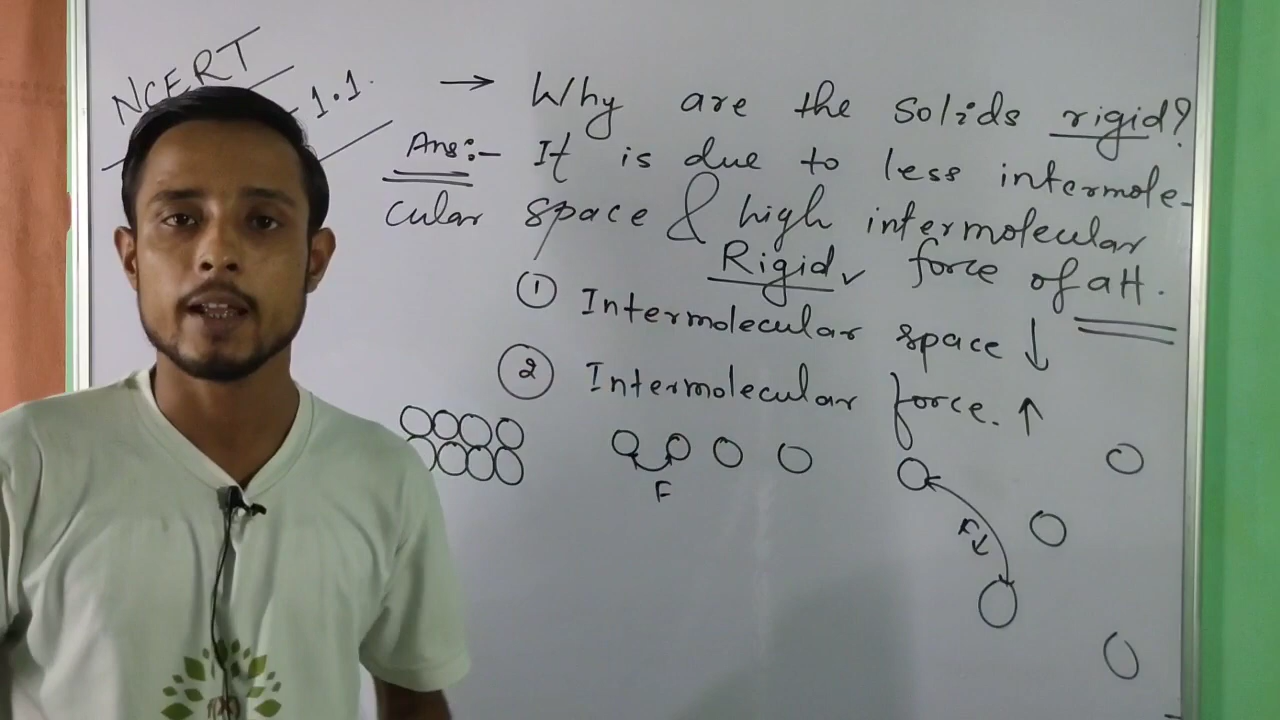 NCERT
1.1.
→ Why are the solids rigid?
Ans:- It is due to less intermole-
cular space & high intermolecular
Rigid✓ force of att.
① Intermolecular space ↓
② Intermolecular force. ↑
F
F↓